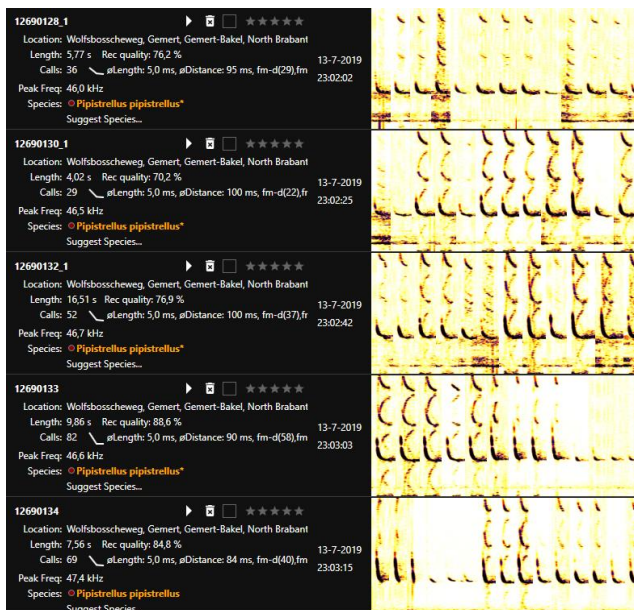 12690128_1
Location: Wolfsbosscheweg, Gemert, Gemert-Bakel, North Brabant
Length: 5,77 s Rec quality: 76,2 %
Calls: 36 øLength: 5,0 ms, øDistance: 95 ms, fm-d(29),fm
Peak Freq: 46,0 kHz
Species: Pipistrellus pipistrellus*
Suggest Species...
13-7-2019
23:02:02
12690130_1
Location: Wolfsbosscheweg, Gemert, Gemert-Bakel, North Brabant
Length: 4,02 s Rec quality: 70,2 %
Calls: 29 øLength: 5,0 ms, øDistance: 100 ms, fm-d(22),fr
Peak Freq: 46,5 kHz
Species: Pipistrellus pipistrellus*
Suggest Species...
13-7-2019
23:02:25
12690132_1
Location: Wolfsbosscheweg, Gemert, Gemert-Bakel, North Brabant
Length: 16,51 s Rec quality: 76,9 %
Calls: 52 øLength: 5,0 ms, øDistance: 100 ms, fm-d(37),fr
Peak Freq: 46,7 kHz
Species: Pipistrellus pipistrellus*
Suggest Species...
13-7-2019
23:02:42
12690133
Location: Wolfsbosscheweg, Gemert, Gemert-Bakel, North Brabant
Length: 9,86 s Rec quality: 88,6 %
Calls: 82 øLength: 5,0 ms, øDistance: 90 ms, fm-d(58),fm
Peak Freq: 46,6 kHz
Species: Pipistrellus pipistrellus*
Suggest Species...
13-7-2019
23:03:03
12690134
Location: Wolfsbosscheweg, Gemert, Gemert-Bakel, North Brabant
Length: 7,56 s Rec quality: 84,8 %
Calls: 69 øLength: 5,0 ms, øDistance: 84 ms, fm-d(40),fm
Peak Freq: 47,4 kHz
Species: Pipistrellus pipistrellus
Suggest Species...
13-7-2019
23:03:15